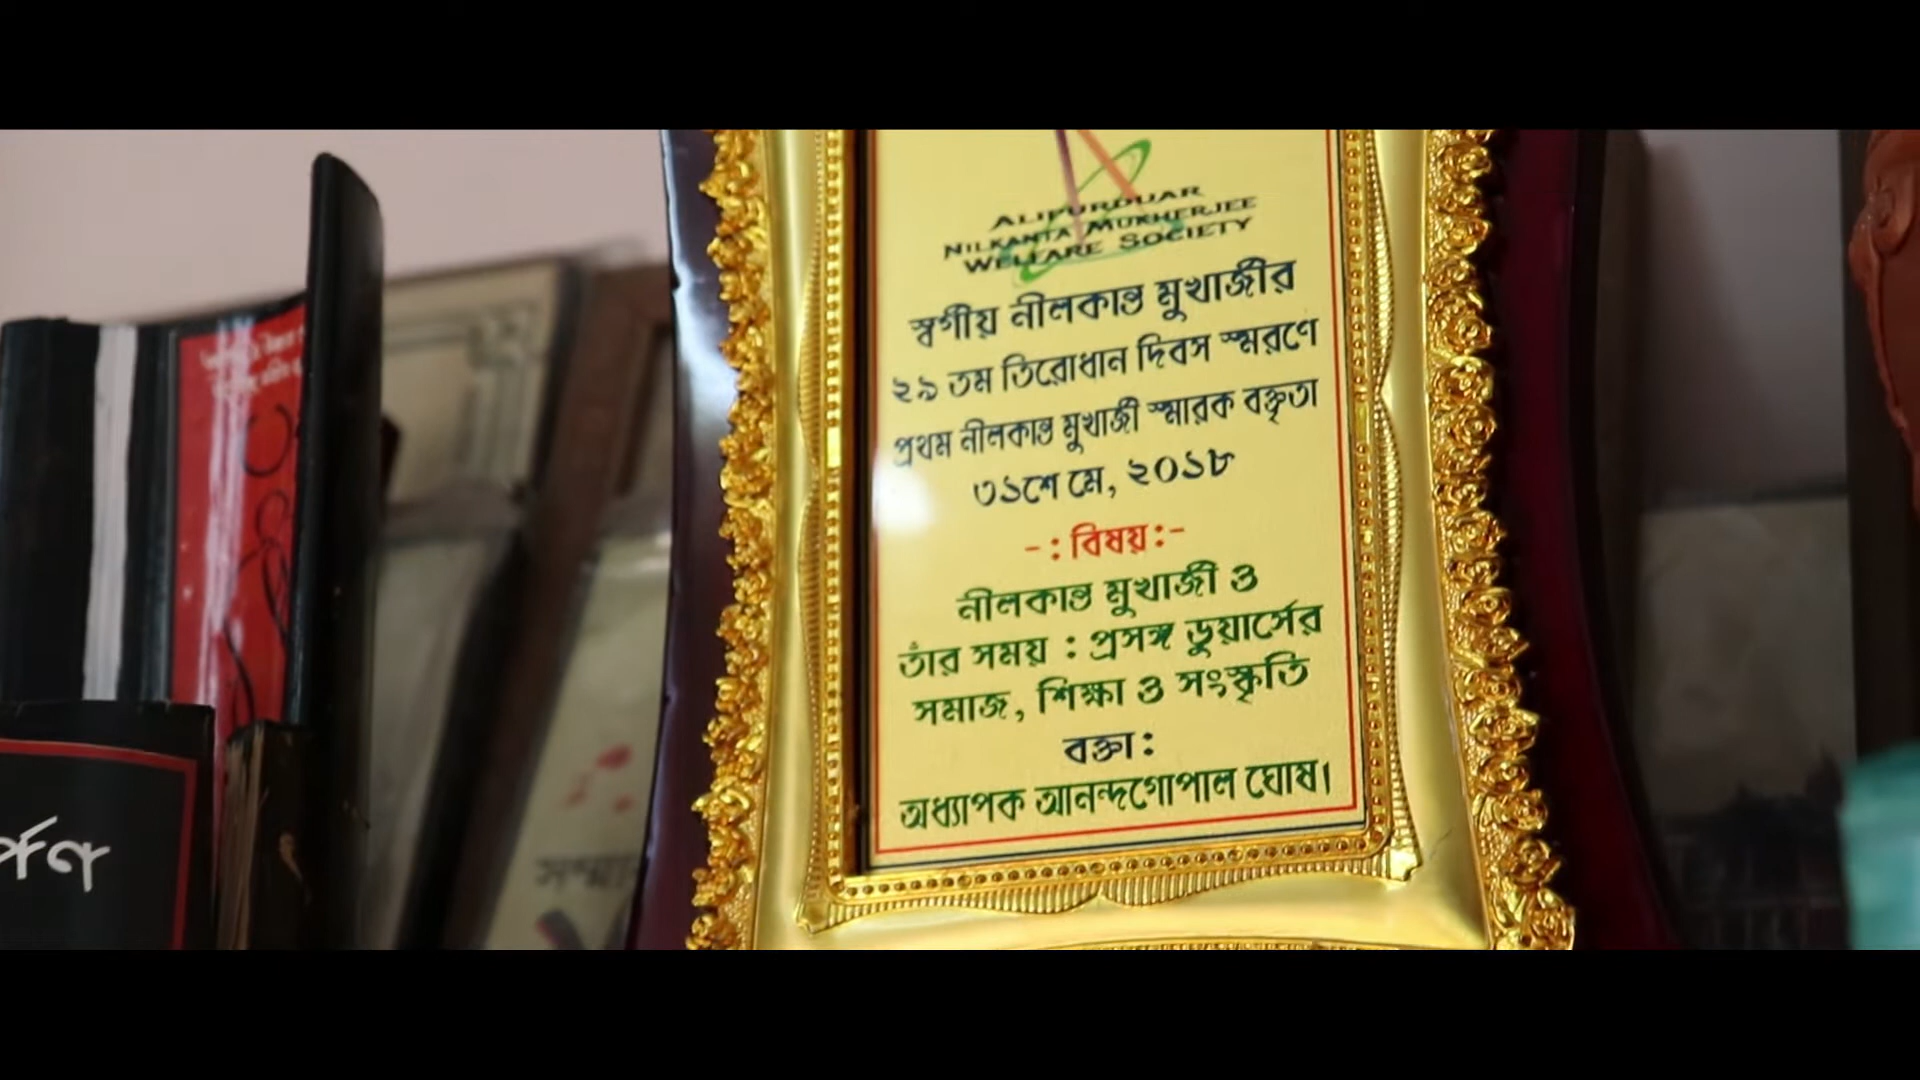 ALIPURDUAR
NILKANTA MUKHERJEE
WELFARE SOCIETY
স্বর্গীয় নীলকান্ত মুখার্জীর
২৯ তম তিরোধান দিবস স্মরণে
প্রথম নীলকান্ত মুখার্জী স্মারক বক্তৃতা
৩১শে মে, ২০১৮
-: বিষয় :-
নীলকান্ত মুখার্জী ও
তাঁর সময় : প্রসঙ্গ ডুয়ার্সের
সমাজ, শিক্ষা ও সংস্কৃতি
বক্তা :
অধ্যাপক আনন্দগোপাল ঘোষ।